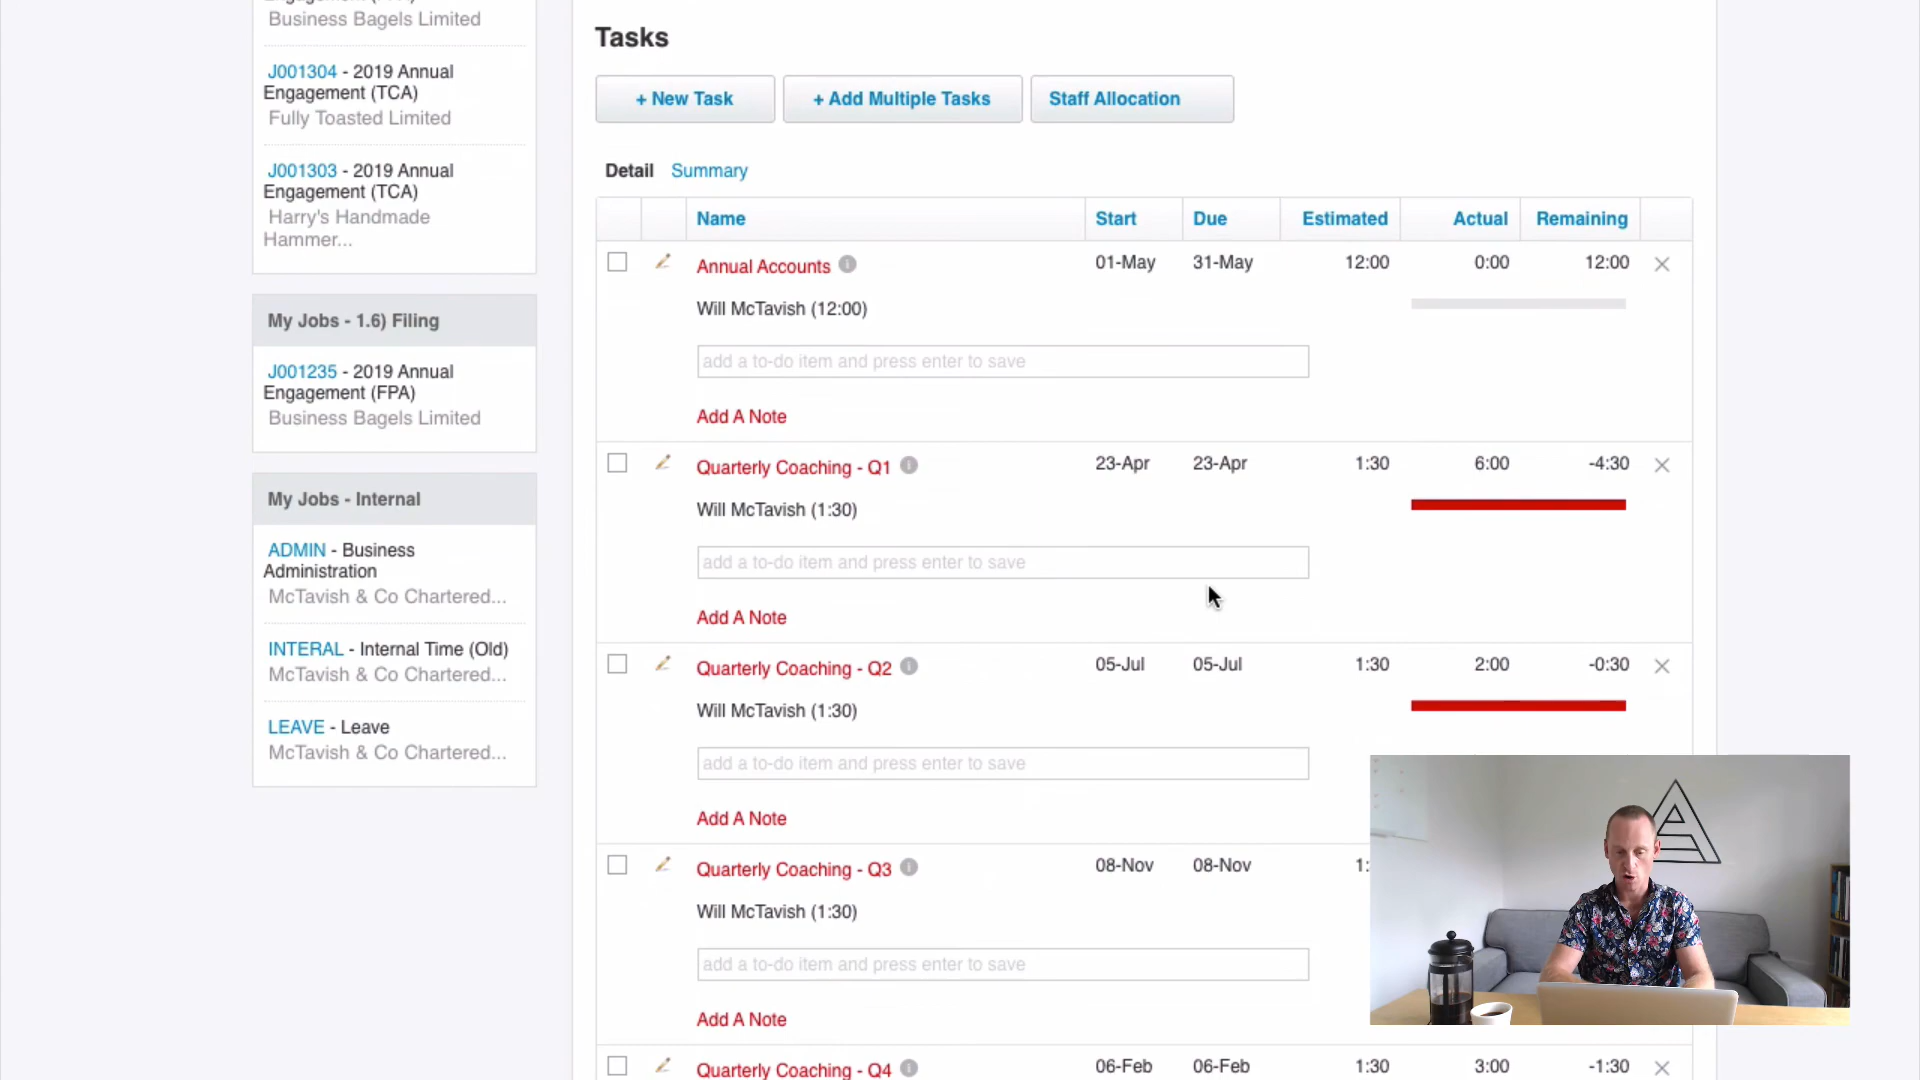 Business Bagels Limited
J001304 - 2019 Annual
Engagement (TCA)
Fully Toasted Limited
J001303 - 2019 Annual
Engagement (TCA)
Harry's Handmade
Hammer...
My Jobs - 1.6) Filing
J001235 - 2019 Annual
Engagement (FPA)
Business Bagels Limited
My Jobs - Internal
ADMIN - Business
Administration
McTavish & Co Chartered...
INTERAL - Internal Time (Old)
McTavish & Co Chartered...
LEAVE - Leave
McTavish & Co Chartered...
Tasks
+ New Task
+ Add Multiple Tasks
Staff Allocation
Detail Summary
Name Start Due Estimated Actual Remaining
Annual Accounts 01-May 31-May 12:00 0:00 12:00
Will McTavish (12:00)
add a to-do item and press enter to save
Add A Note
Quarterly Coaching - Q1 23-Apr 23-Apr 1:30 6:00 -4:30
Will McTavish (1:30)
add a to-do item and press enter to save
Add A Note
Quarterly Coaching - Q2 05-Jul 05-Jul 1:30 2:00 -0:30
Will McTavish (1:30)
add a to-do item and press enter to save
Add A Note
Quarterly Coaching - Q3 08-Nov 08-Nov 1:
Will McTavish (1:30)
add a to-do item and press enter to save
Add A Note
Quarterly Coaching - Q4 06-Feb 06-Feb 1:30 3:00 -1:30